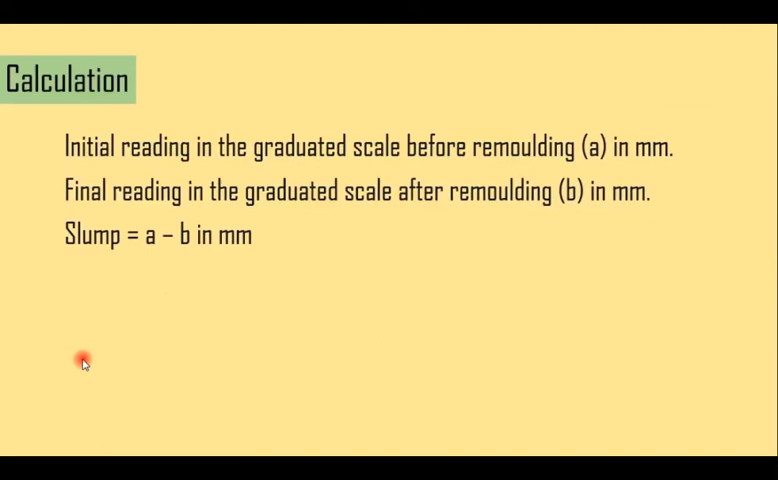 Calculation
Initial reading in the graduated scale before remoulding (a) in mm.
Final reading in the graduated scale after remoulding (b) in mm.
Slump = a – b in mm